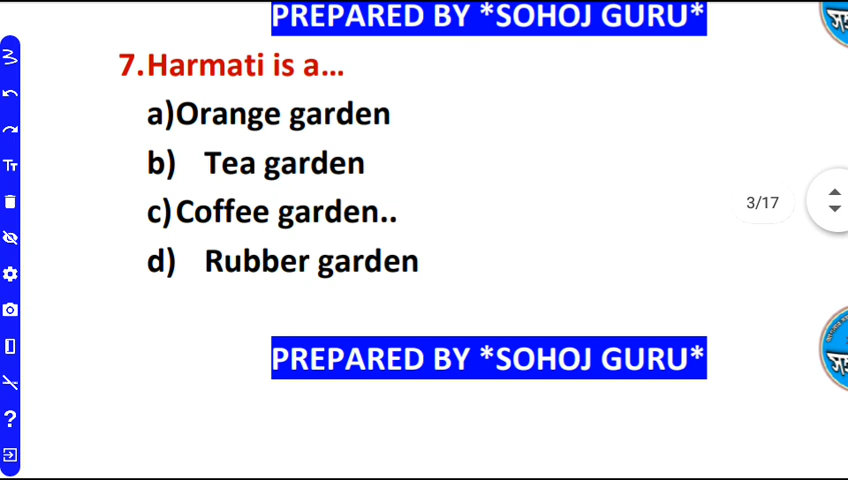 PREPARED BY *SOHOJ GURU*
7.Harmati is a...
a)Orange garden
b) Tea garden
c)Coffee garden..
d) Rubber garden
3/17
PREPARED BY *SOHOJ GURU*